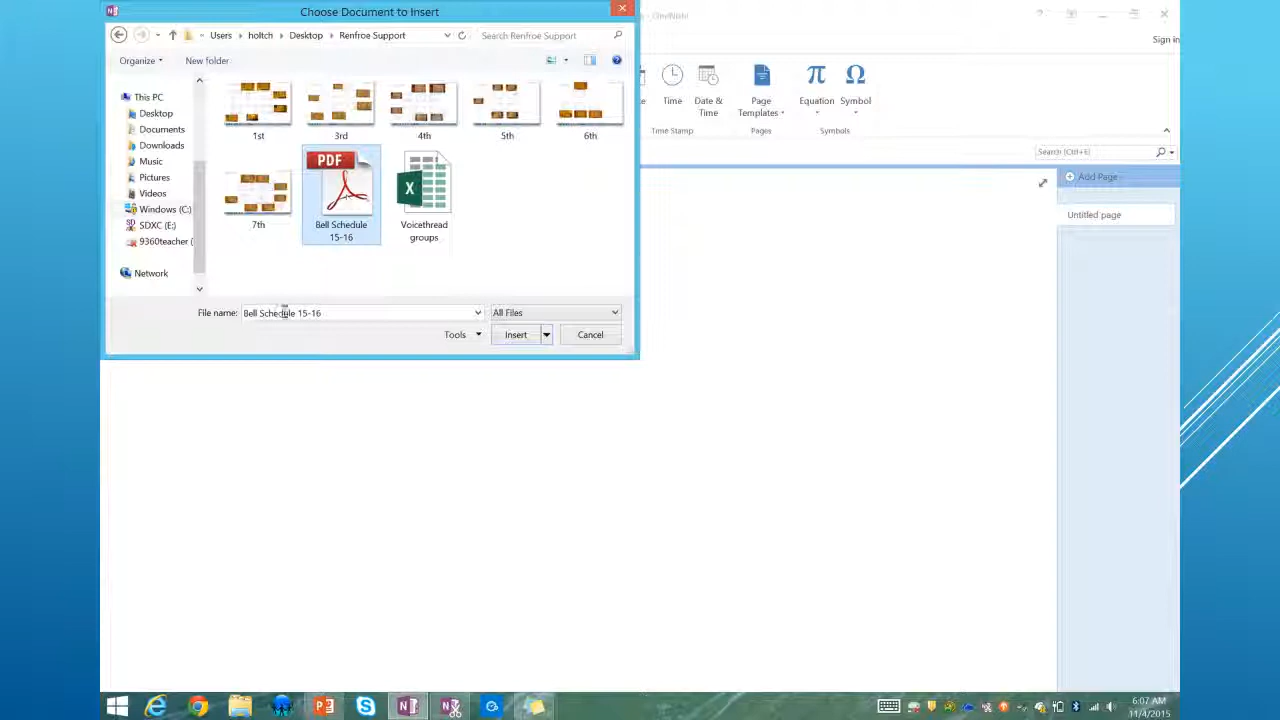 Choose Document to Insert
- OneNote
Users
holtch
Desktop
Renfroe Support
Search Renfroe Support
Sign in
Organize
New folder
This PC
Desktop
Documents
Downloads
Music
Pictures
Videos
Windows (C:)
SDXC (E:)
9360teacher (
Network
1st
3rd
4th
5th
6th
7th
PDF
Bell Schedule
15-16
X
Voicethread
groups
File name:
Bell Schedule 15-16
All Files
Tools
Insert
Cancel
Time
Date &
Time
Page
Templates
Equation
Symbol
Time Stamp
Pages
Symbols
Search (Ctrl+E)
Add Page
Untitled page
6:07 AM
11/4/2015